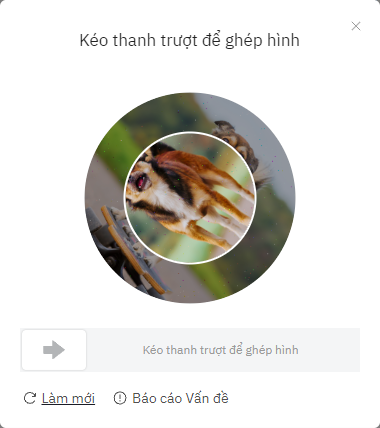 Kéo thanh trượt để ghép hình
Kéo thanh trượt để ghép hình
Làm mới
Báo cáo Vấn đề